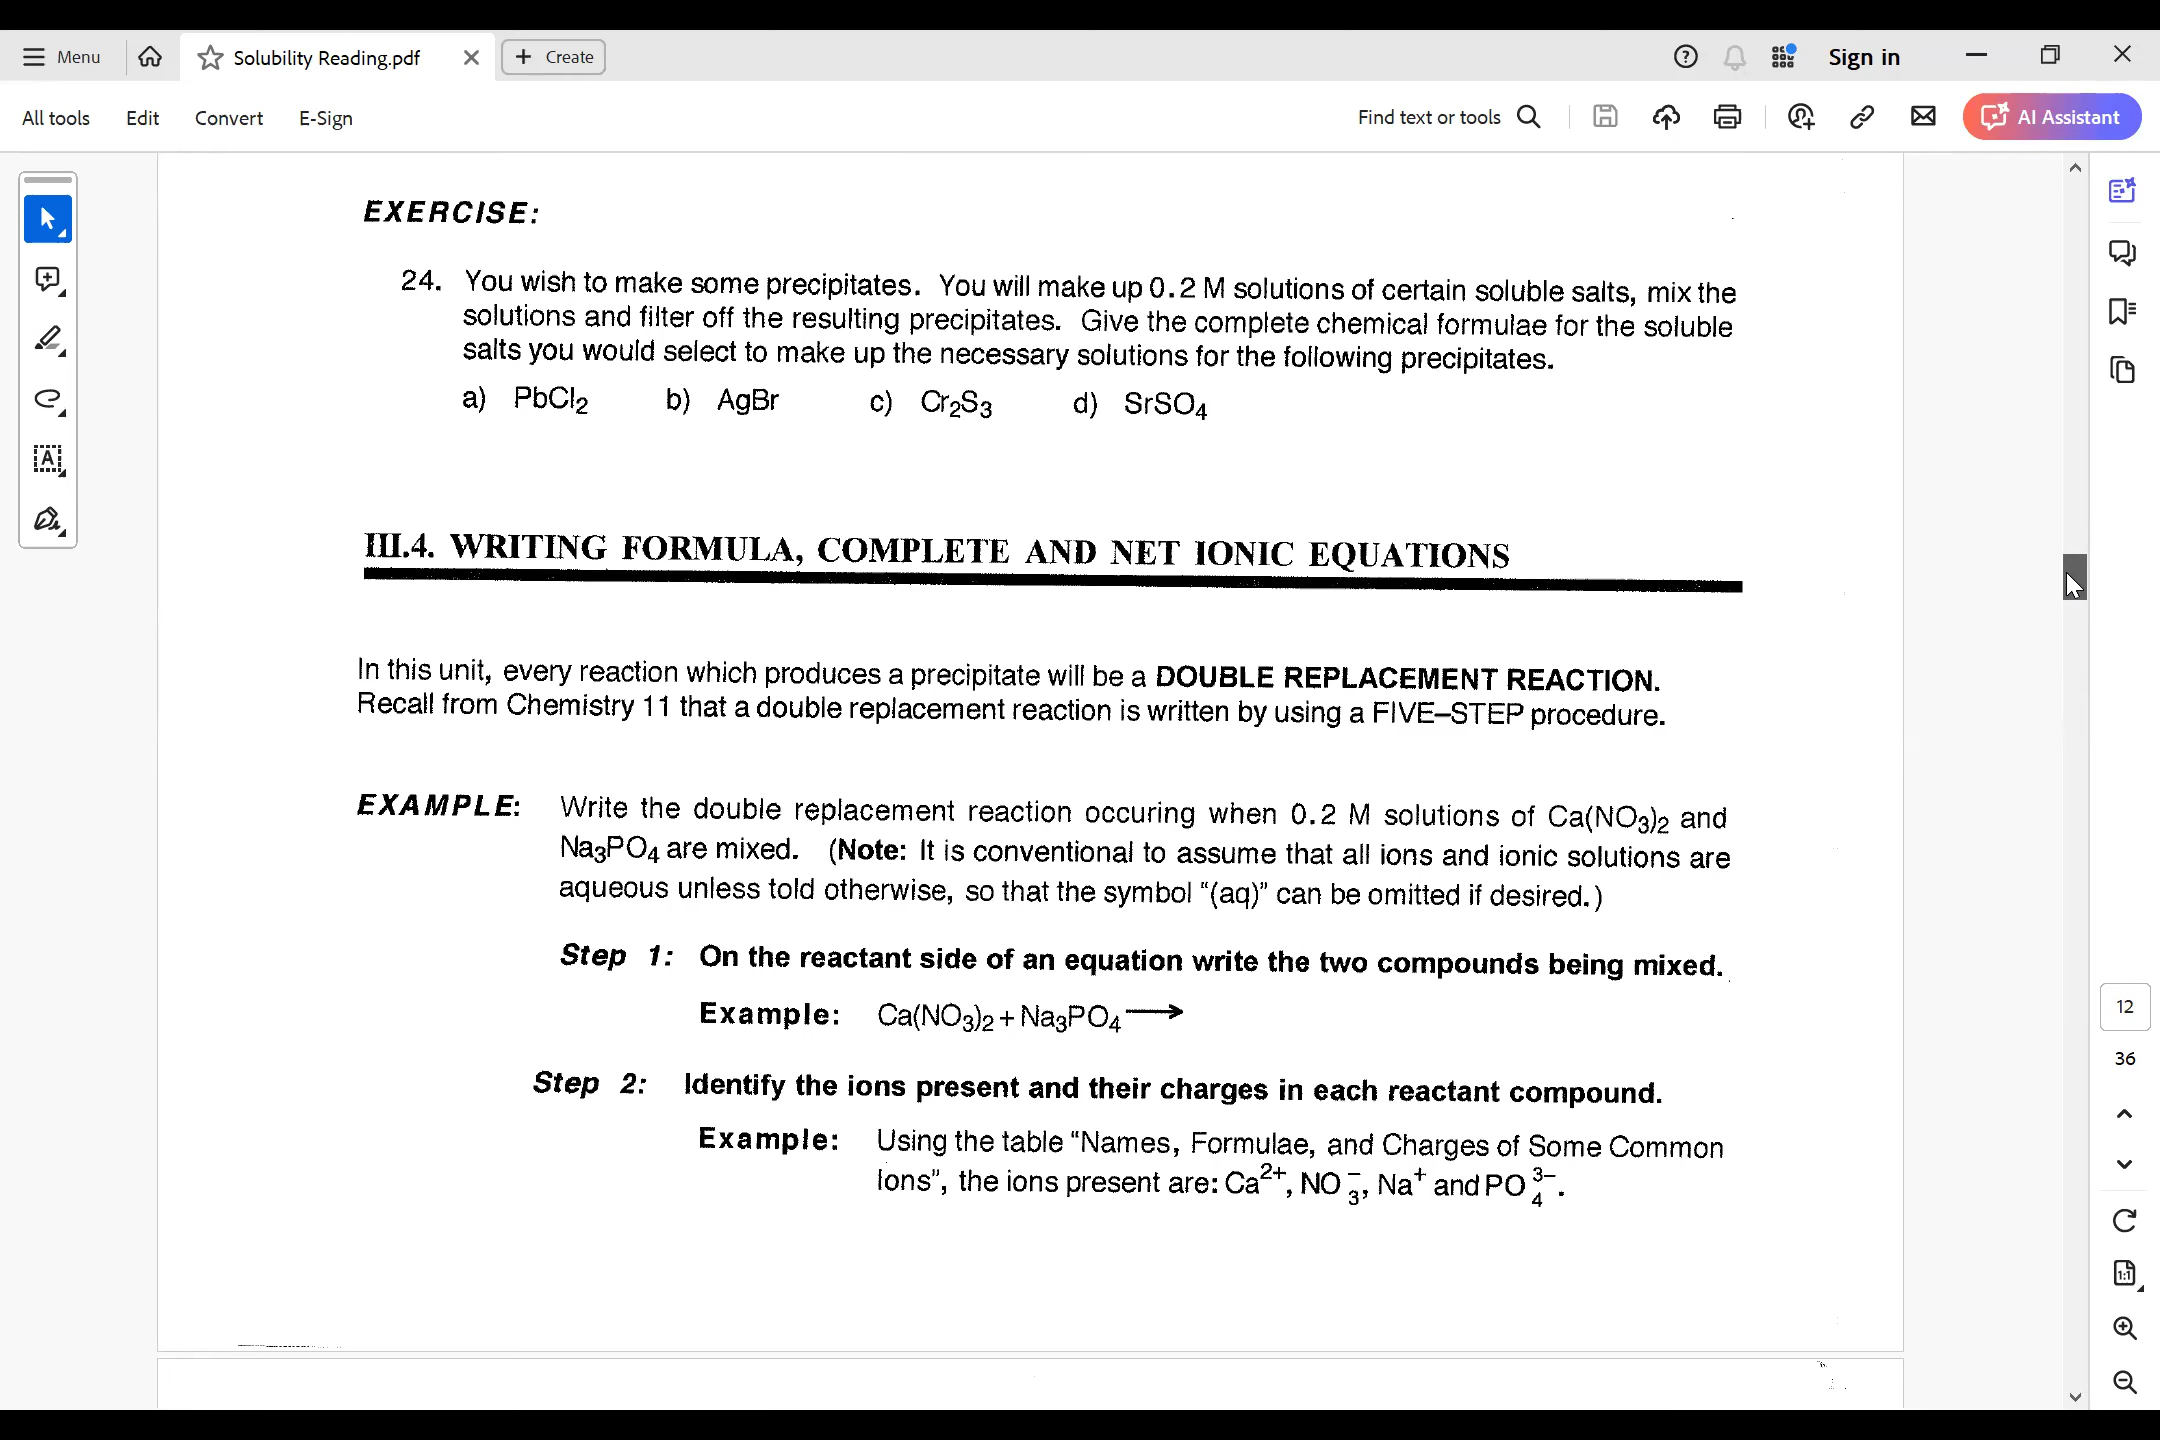 Menu
Solubility Reading.pdf
Create
Sign in
All tools
Edit
Convert
E-Sign
Find text or tools
AI Assistant
EXERCISE:
24. You wish to make some precipitates. You will make up 0.2 M solutions of certain soluble salts, mix the
solutions and filter off the resulting precipitates. Give the complete chemical formulae for the soluble
salts you would select to make up the necessary solutions for the following precipitates.
a) PbCl₂ b) AgBr c) Cr₂S₃ d) SrSO₄
III.4. WRITING FORMULA, COMPLETE AND NET IONIC EQUATIONS
In this unit, every reaction which produces a precipitate will be a DOUBLE REPLACEMENT REACTION.
Recall from Chemistry 11 that a double replacement reaction is written by using a FIVE–STEP procedure.
EXAMPLE: Write the double replacement reaction occuring when 0.2 M solutions of Ca(NO₃)₂ and
Na₃PO₄ are mixed. (Note: It is conventional to assume that all ions and ionic solutions are
aqueous unless told otherwise, so that the symbol “(aq)” can be omitted if desired.)
Step 1: On the reactant side of an equation write the two compounds being mixed.
Example: Ca(NO₃)₂ + Na₃PO₄ ⟶
Step 2: Identify the ions present and their charges in each reactant compound.
Example: Using the table “Names, Formulae, and Charges of Some Common
Ions”, the ions present are: Ca²⁺, NO₃⁻, Na⁺ and PO₄³⁻.
12
36